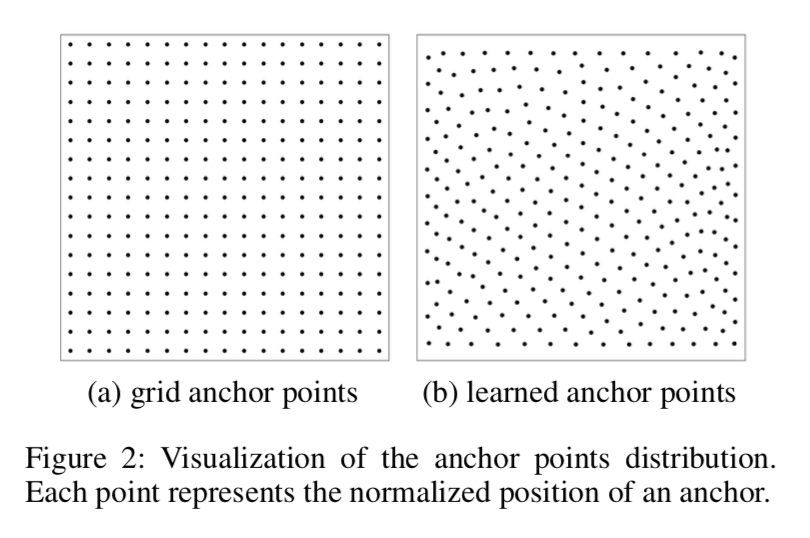 (a) grid anchor points
(b) learned anchor points
Figure 2: Visualization of the anchor points distribution.
Each point represents the normalized position of an anchor.